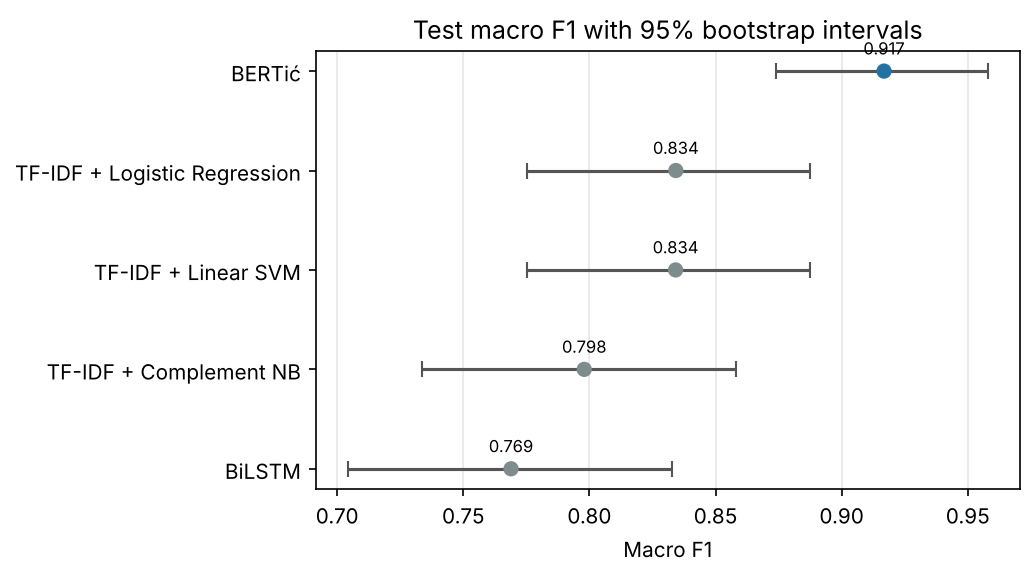 Test macro F1 with 95% bootstrap intervals
BERTić
0.917
TF-IDF + Logistic Regression
0.834
TF-IDF + Linear SVM
0.834
TF-IDF + Complement NB
0.798
BiLSTM
0.769
0.70 0.75 0.80 0.85 0.90 0.95
Macro F1